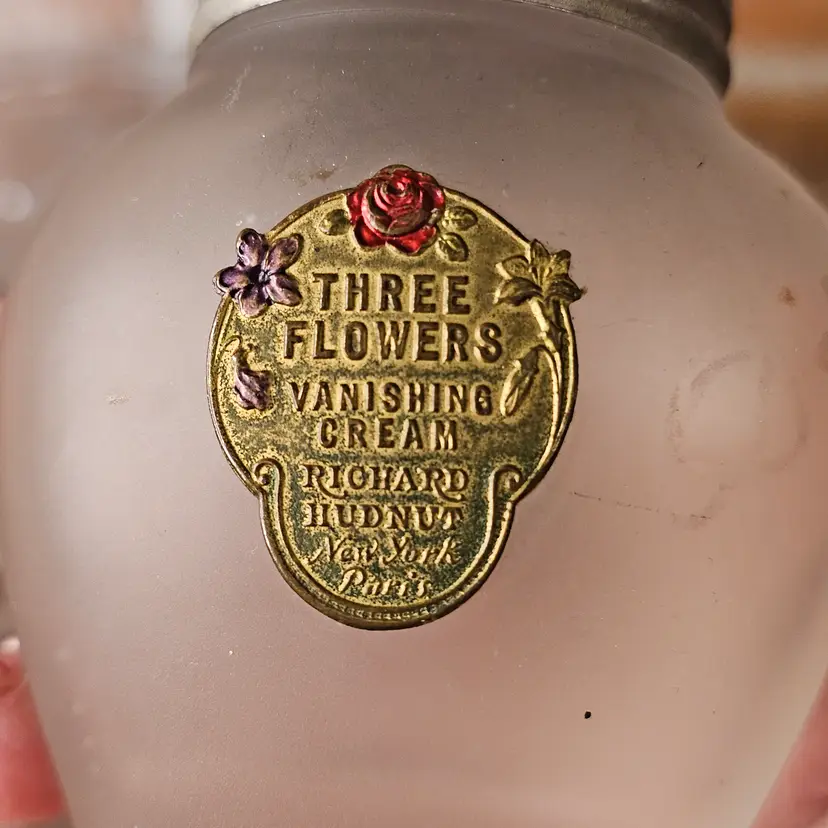 THREE
FLOWERS
VANISHING
CREAM
RICHARD
HUDNUT
New York
Paris